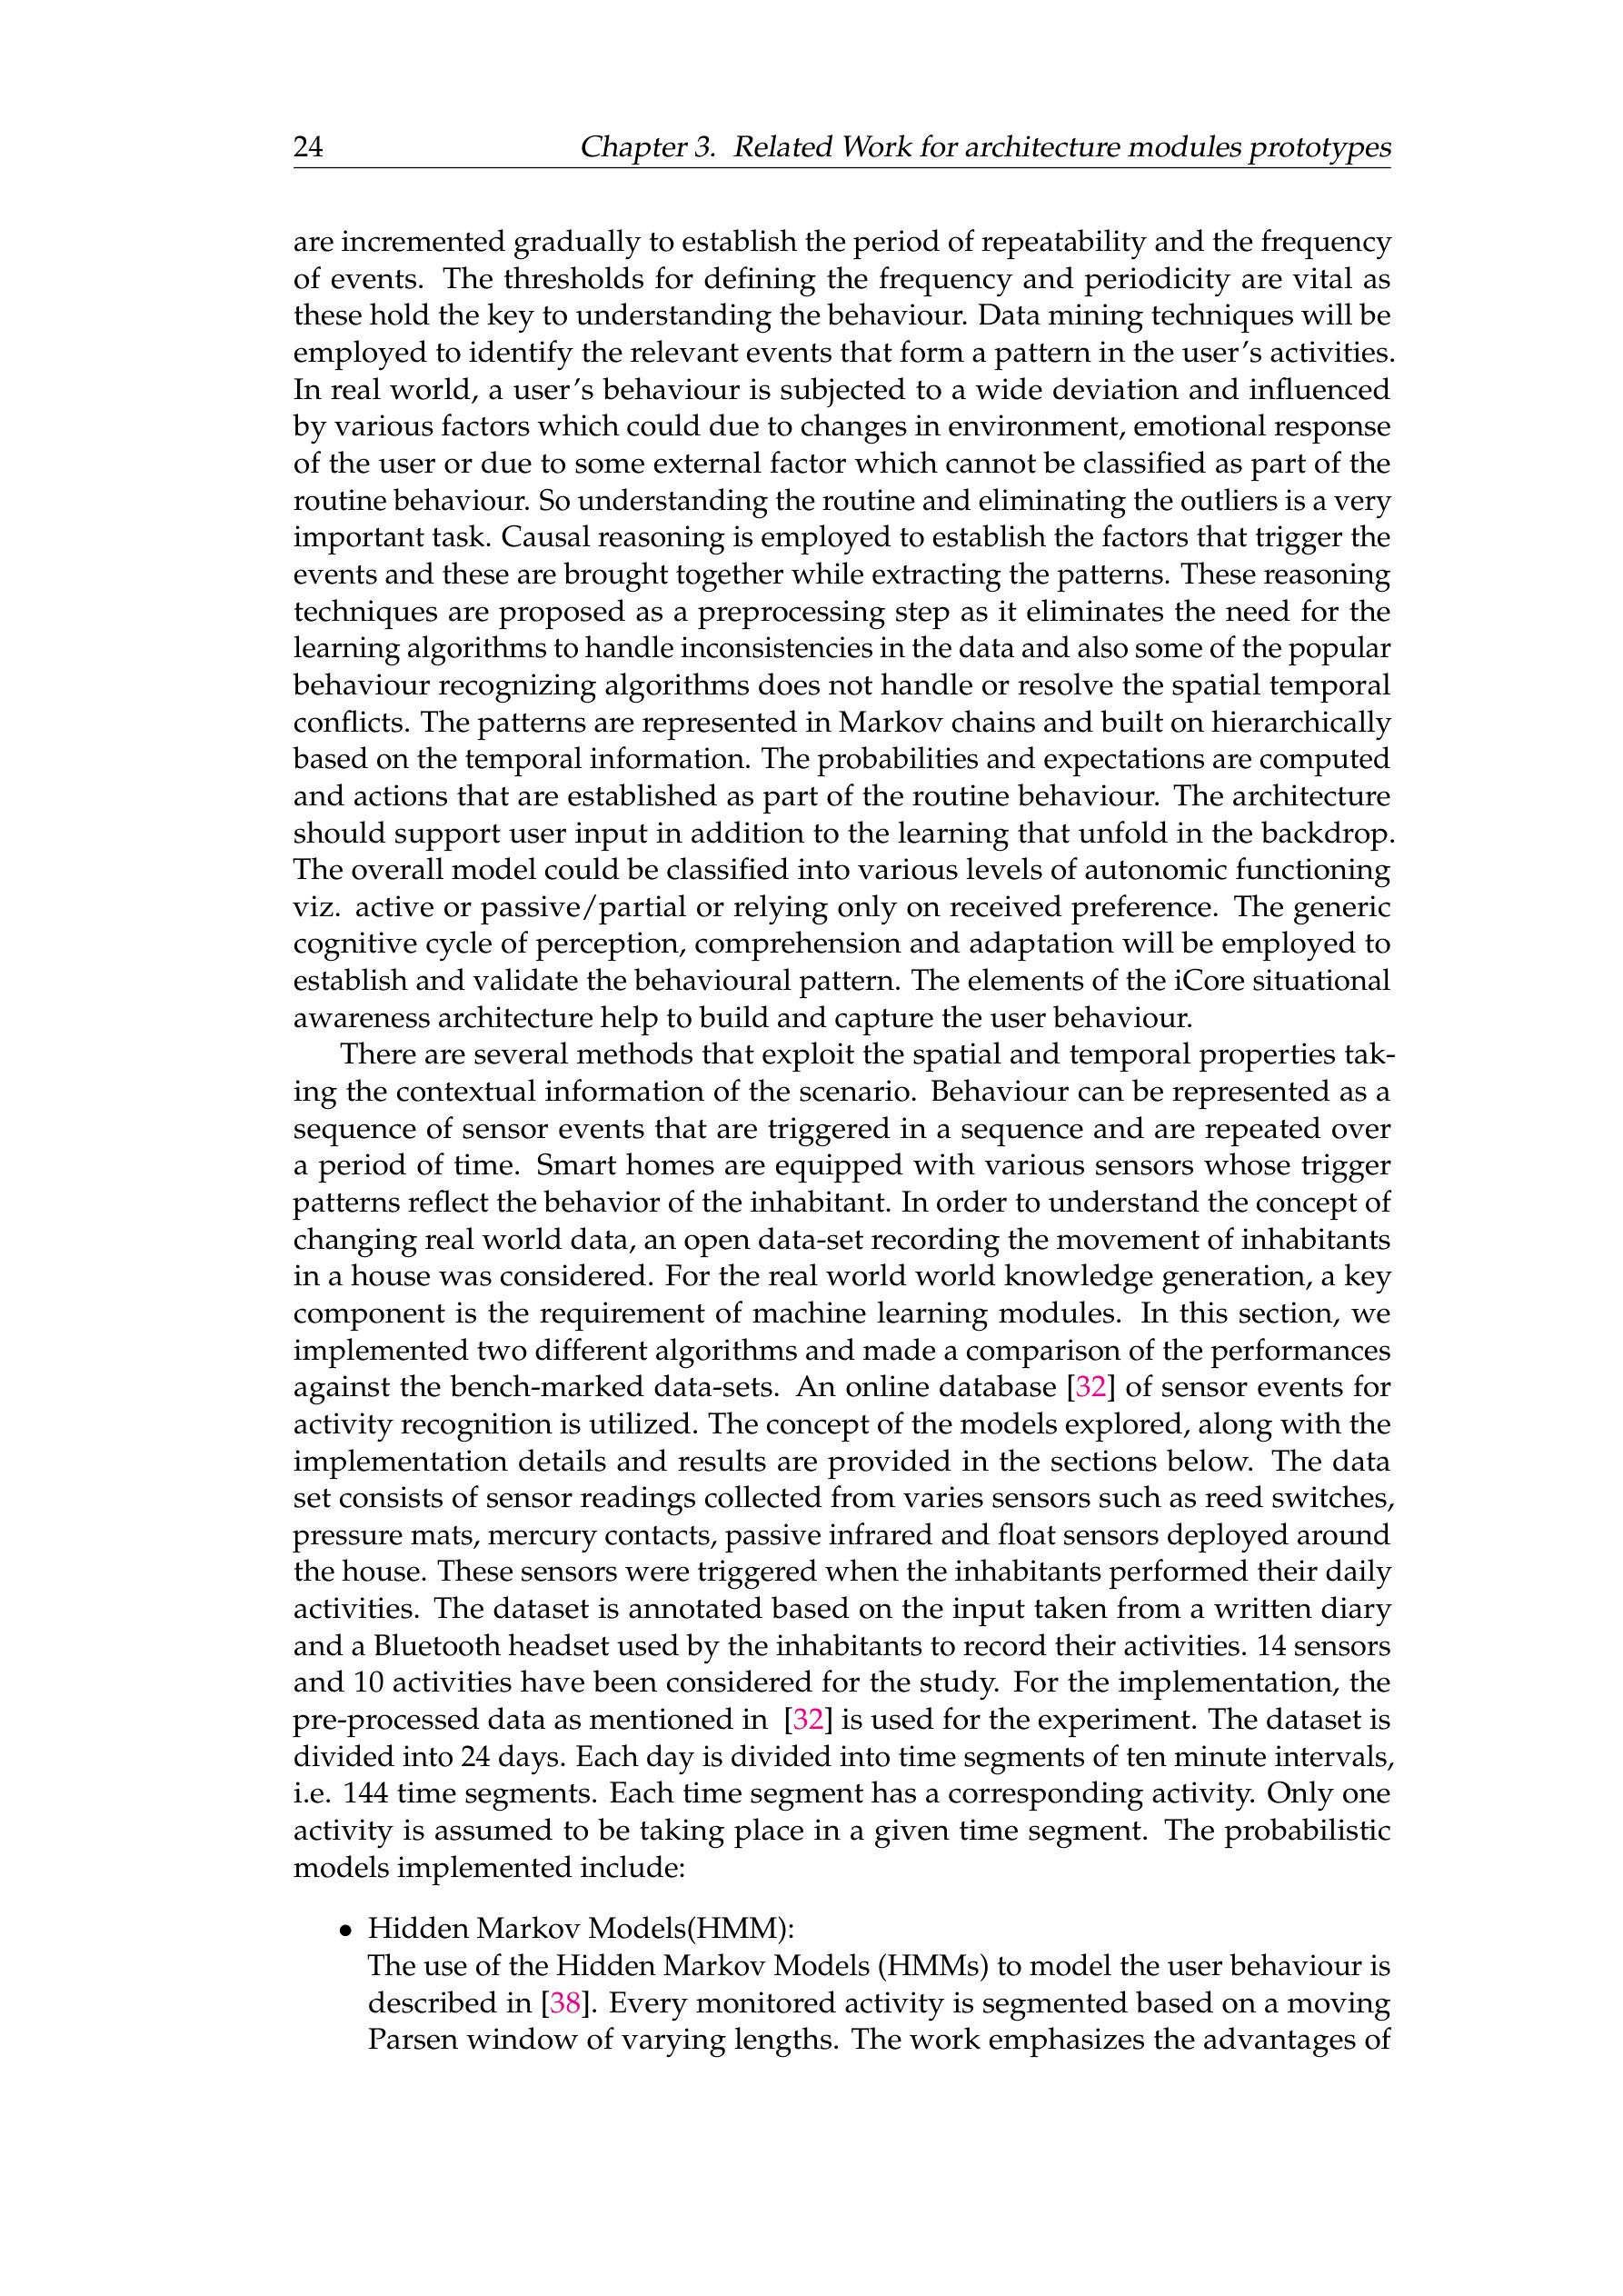 24 Chapter 3. Related Work for architecture modules prototypes
are incremented gradually to establish the period of repeatability and the frequency
of events. The thresholds for defining the frequency and periodicity are vital as
these hold the key to understanding the behaviour. Data mining techniques will be
employed to identify the relevant events that form a pattern in the user's activities.
In real world, a user's behaviour is subjected to a wide deviation and influenced
by various factors which could due to changes in environment, emotional response
of the user or due to some external factor which cannot be classified as part of the
routine behaviour. So understanding the routine and eliminating the outliers is a very
important task. Causal reasoning is employed to establish the factors that trigger the
events and these are brought together while extracting the patterns. These reasoning
techniques are proposed as a preprocessing step as it eliminates the need for the
learning algorithms to handle inconsistencies in the data and also some of the popular
behaviour recognizing algorithms does not handle or resolve the spatial temporal
conflicts. The patterns are represented in Markov chains and built on hierarchically
based on the temporal information. The probabilities and expectations are computed
and actions that are established as part of the routine behaviour. The architecture
should support user input in addition to the learning that unfold in the backdrop.
The overall model could be classified into various levels of autonomic functioning
viz. active or passive/partial or relying only on received preference. The generic
cognitive cycle of perception, comprehension and adaptation will be employed to
establish and validate the behavioural pattern. The elements of the iCore situational
awareness architecture help to build and capture the user behaviour.
There are several methods that exploit the spatial and temporal properties tak-
ing the contextual information of the scenario. Behaviour can be represented as a
sequence of sensor events that are triggered in a sequence and are repeated over
a period of time. Smart homes are equipped with various sensors whose trigger
patterns reflect the behavior of the inhabitant. In order to understand the concept of
changing real world data, an open data-set recording the movement of inhabitants
in a house was considered. For the real world world knowledge generation, a key
component is the requirement of machine learning modules. In this section, we
implemented two different algorithms and made a comparison of the performances
against the bench-marked data-sets. An online database [32] of sensor events for
activity recognition is utilized. The concept of the models explored, along with the
implementation details and results are provided in the sections below. The data
set consists of sensor readings collected from varies sensors such as reed switches,
pressure mats, mercury contacts, passive infrared and float sensors deployed around
the house. These sensors were triggered when the inhabitants performed their daily
activities. The dataset is annotated based on the input taken from a written diary
and a Bluetooth headset used by the inhabitants to record their activities. 14 sensors
and 10 activities have been considered for the study. For the implementation, the
pre-processed data as mentioned in [32] is used for the experiment. The dataset is
divided into 24 days. Each day is divided into time segments of ten minute intervals,
i.e. 144 time segments. Each time segment has a corresponding activity. Only one
activity is assumed to be taking place in a given time segment. The probabilistic
models implemented include:
• Hidden Markov Models(HMM):
The use of the Hidden Markov Models (HMMs) to model the user behaviour is
described in [38]. Every monitored activity is segmented based on a moving
Parsen window of varying lengths. The work emphasizes the advantages of